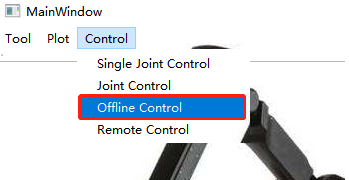 MainWindow
Tool Plot Control
Single Joint Control
Joint Control
Offline Control
Remote Control